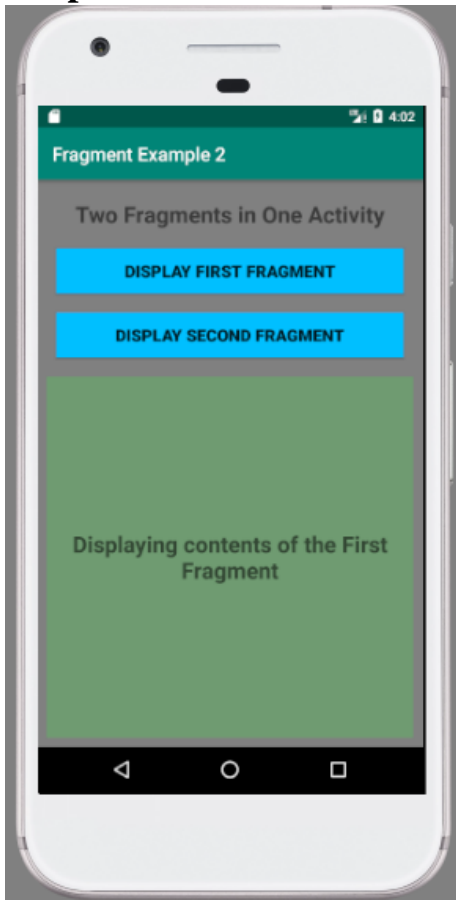 4:02
Fragment Example 2
Two Fragments in One Activity
DISPLAY FIRST FRAGMENT
DISPLAY SECOND FRAGMENT
Displaying contents of the First
Fragment